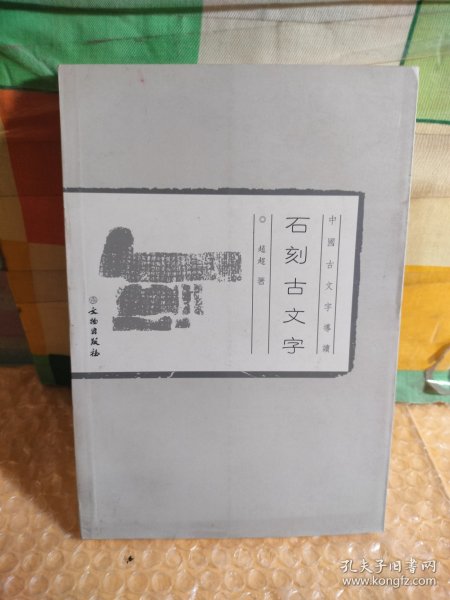 中國古文字導讀
石刻古文字
◎ 趙超 著
文物出版社
孔夫子旧书网
www.kongfz.com